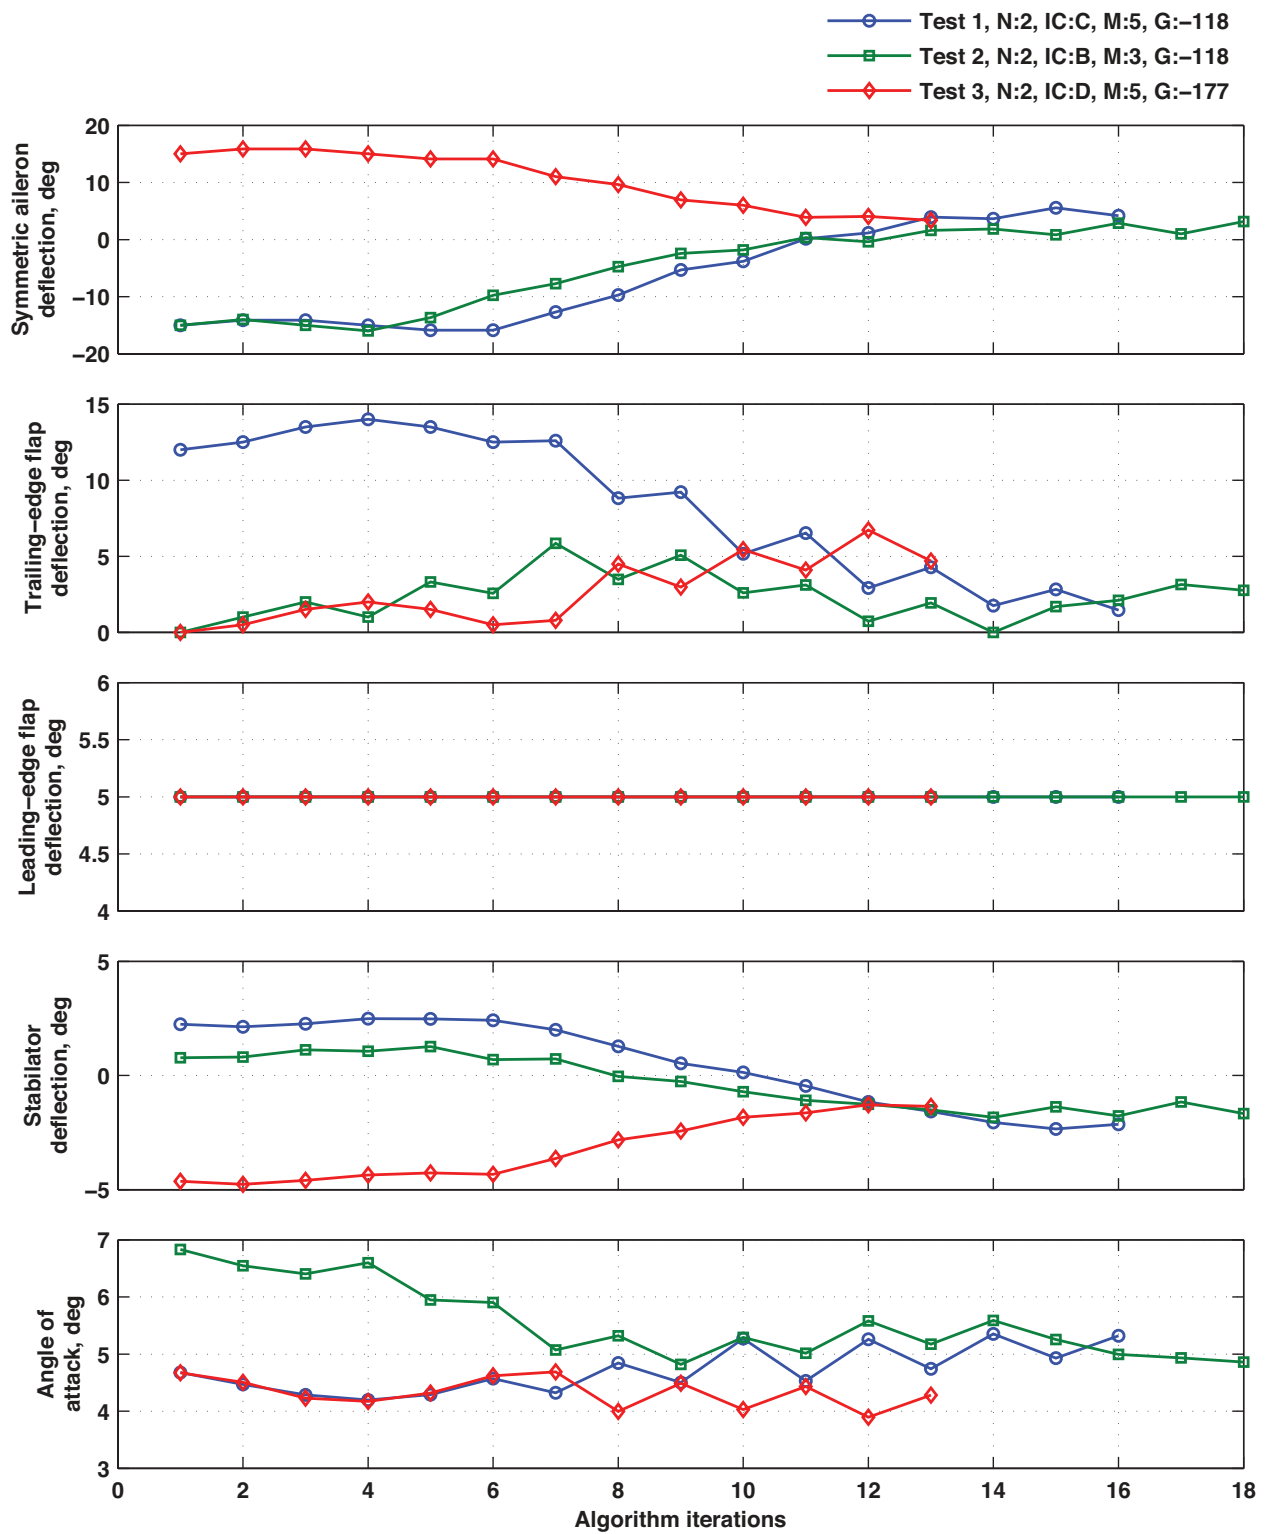 Test 1, N:2, IC:C, M:5, G:−118
Test 2, N:2, IC:B, M:3, G:−118
Test 3, N:2, IC:D, M:5, G:−177
Symmetric aileron
deflection, deg
20
10
0
−10
−20
Trailing−edge flap
deflection, deg
15
10
5
0
Leading−edge flap
deflection, deg
6
5.5
5
4.5
4
Stabilator
deflection, deg
5
0
−5
Angle of
attack, deg
7
6
5
4
3
0 2 4 6 8 10 12 14 16 18
Algorithm iterations